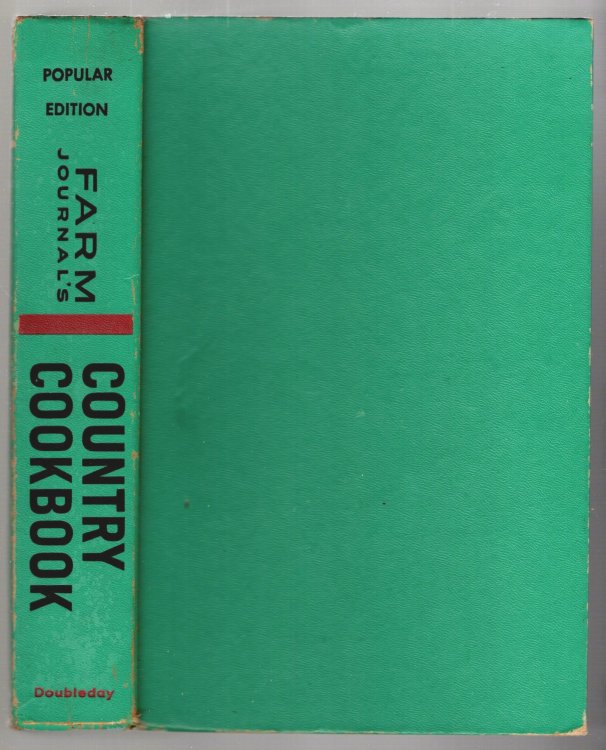 POPULAR
EDITION
FARM
JOURNAL'S
COUNTRY
COOKBOOK
Doubleday